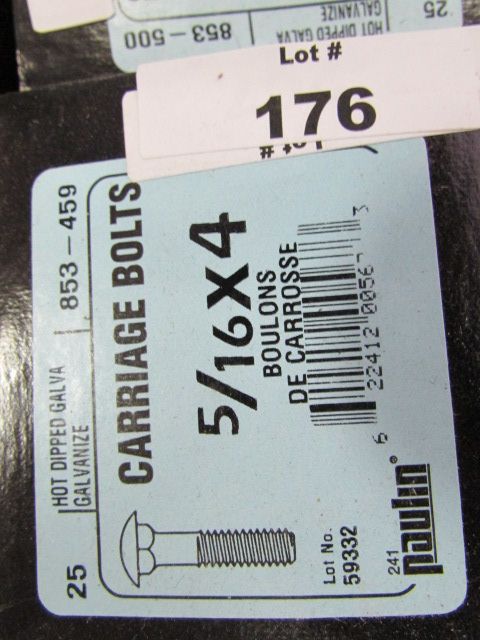 853-500
HOT DIPPED GALVA
GALVANIZE
25
Lot #
176
Lot #
853-459
HOT DIPPED GALVA
GALVANIZE
25
CARRIAGE BOLTS
5/16X4
BOULONS
DE CARROSSE
6 22412 00567 3
Lot No.
59332
241
paulin®